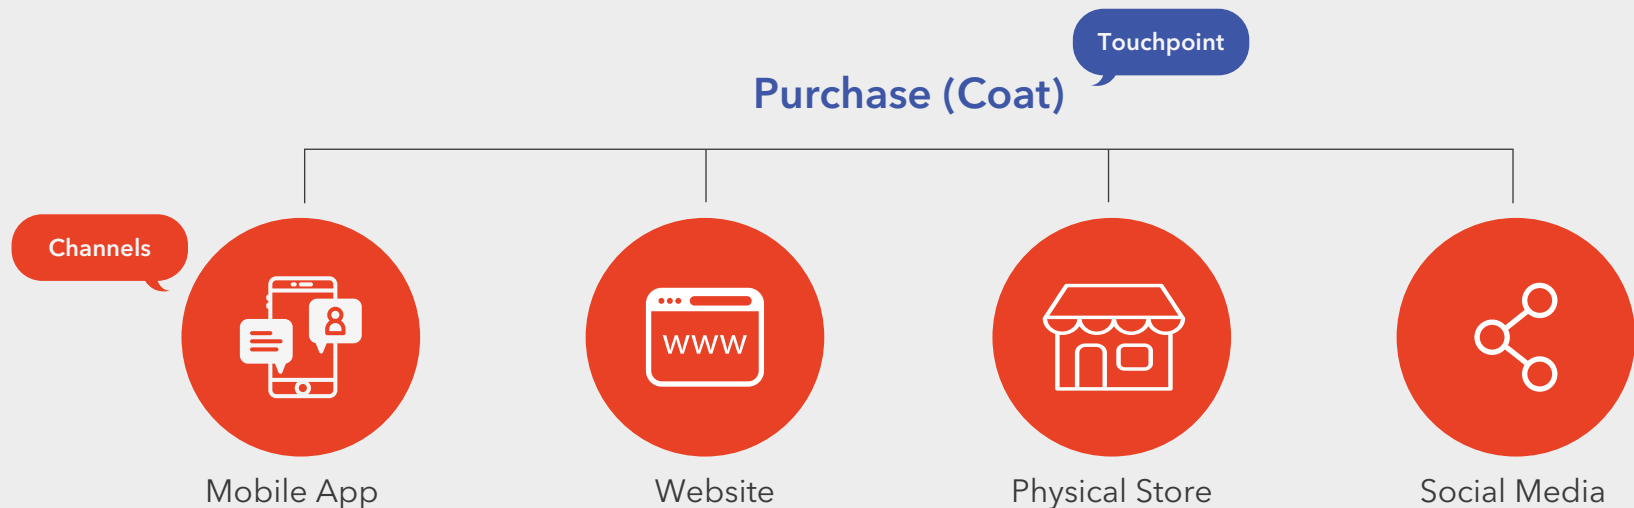 Touchpoint
Purchase (Coat)
Channels
www
Mobile App
Website
Physical Store
Social Media